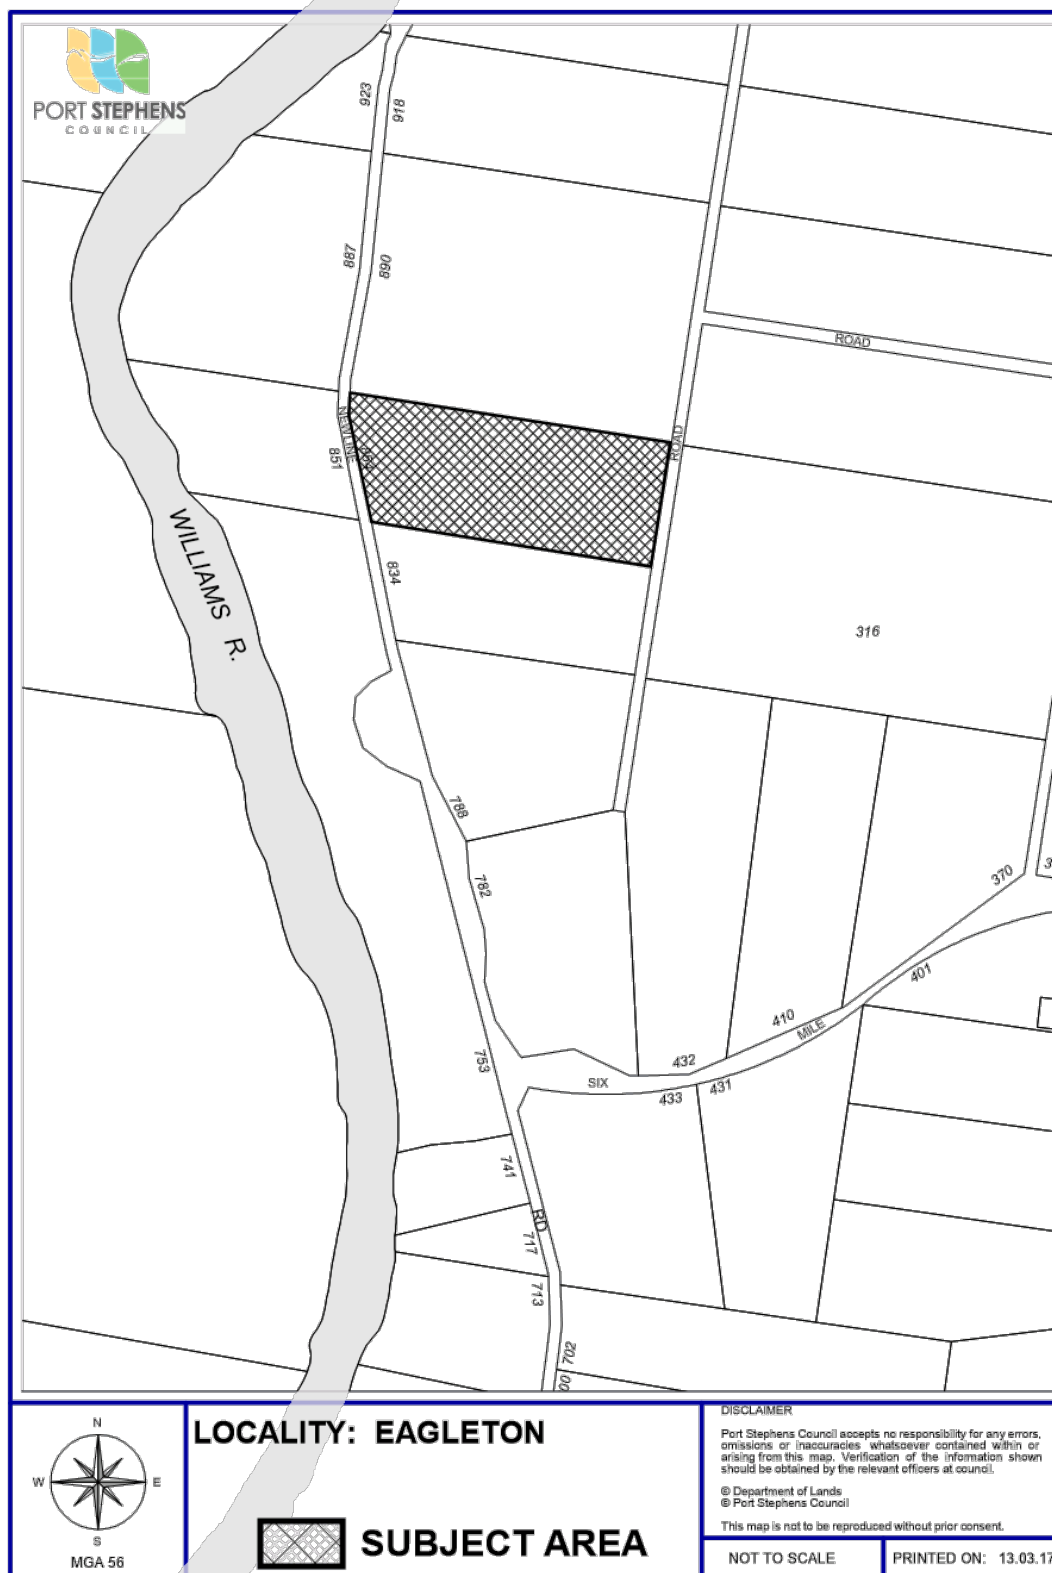 PORT STEPHENS
COUNCIL
923
918
887
890
ROAD
NEWLINE
ROAD
851
864
WILLIAMS R.
834
316
788
782
370
3
401
410
MILE
753
432
SIX
431
433
741
RD
717
713
702
00
N
W
E
S
MGA 56
LOCALITY: EAGLETON
SUBJECT AREA
DISCLAIMER
Port Stephens Council accepts no responsibility for any errors,
omissions or inaccuracies whatsoever contained within or
arising from this map. Verification of the information shown
should be obtained by the relevant officers at council.
© Department of Lands
© Port Stephens Council
This map is not to be reproduced without prior consent.
NOT TO SCALE
PRINTED ON: 13.03.17